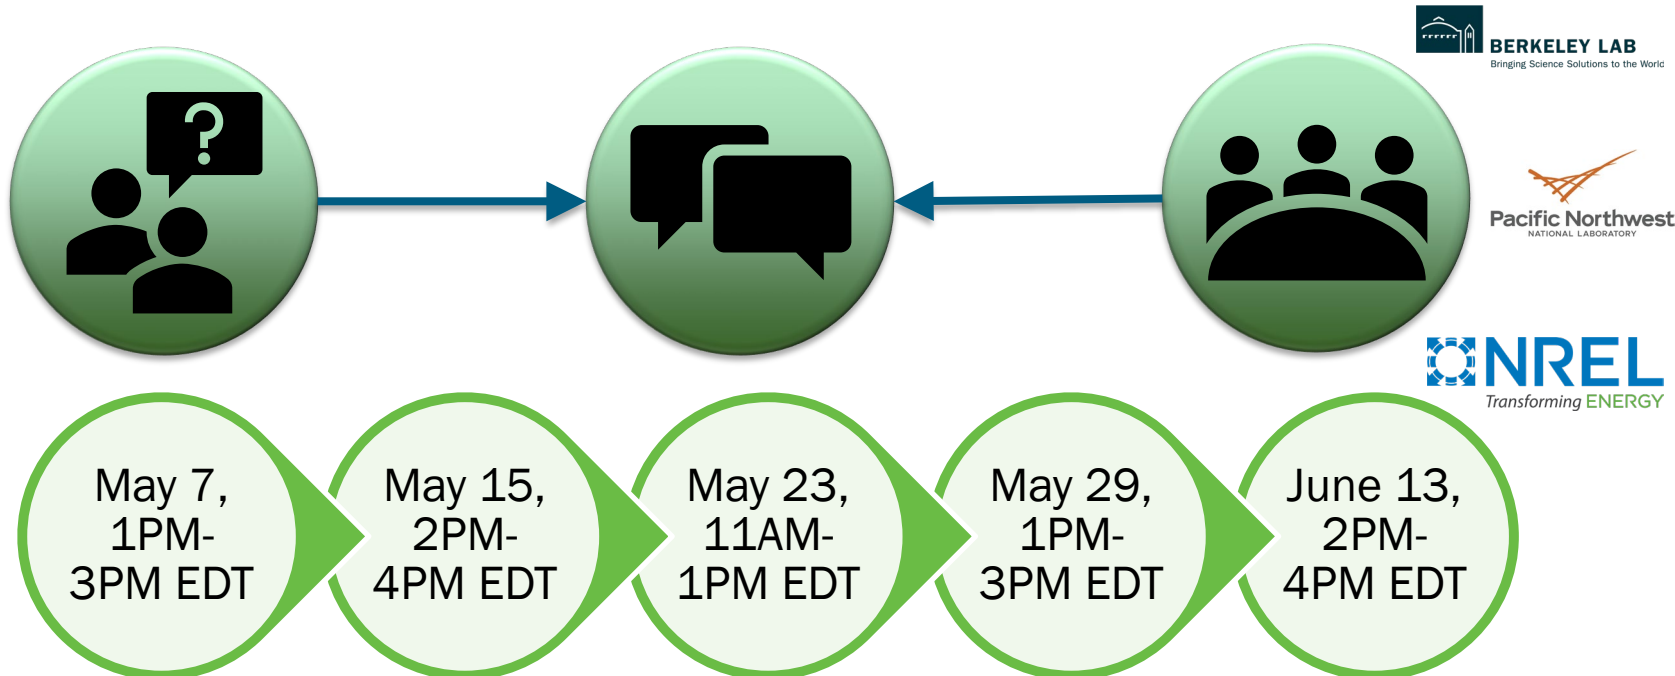 ?
BERKELEY LAB
Bringing Science Solutions to the World
Pacific Northwest
NATIONAL LABORATORY
NREL
Transforming ENERGY
May 7,
1PM-
3PM EDT
May 15,
2PM-
4PM EDT
May 23,
11AM-
1PM EDT
May 29,
1PM-
3PM EDT
June 13,
2PM-
4PM EDT